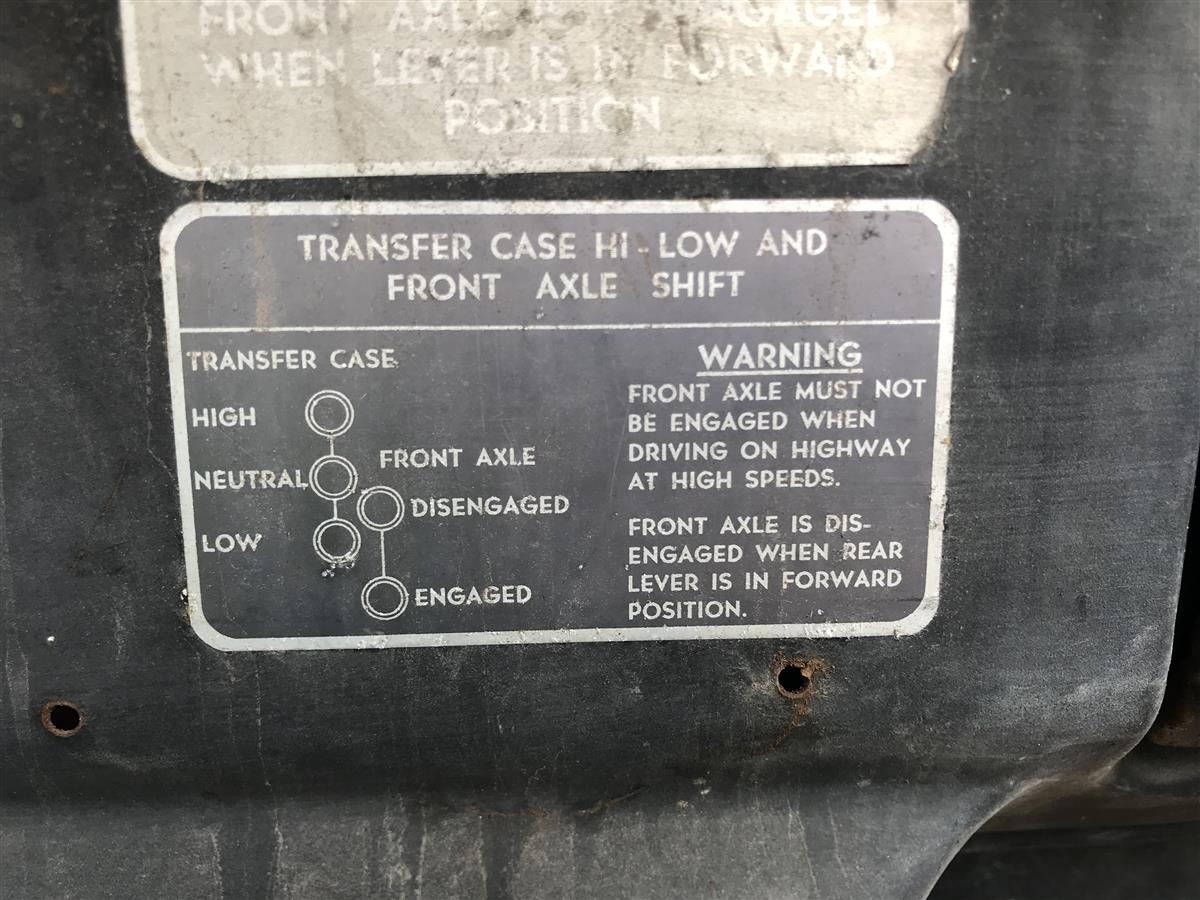 FRONT AXLE IS ENGAGED
WHEN LEVER IS IN FORWARD
POSITION
TRANSFER CASE HI-LOW AND
FRONT AXLE SHIFT
TRANSFER CASE
HIGH
NEUTRAL
LOW
FRONT AXLE
DISENGAGED
ENGAGED
WARNING
FRONT AXLE MUST NOT
BE ENGAGED WHEN
DRIVING ON HIGHWAY
AT HIGH SPEEDS.
FRONT AXLE IS DIS-
ENGAGED WHEN REAR
LEVER IS IN FORWARD
POSITION.